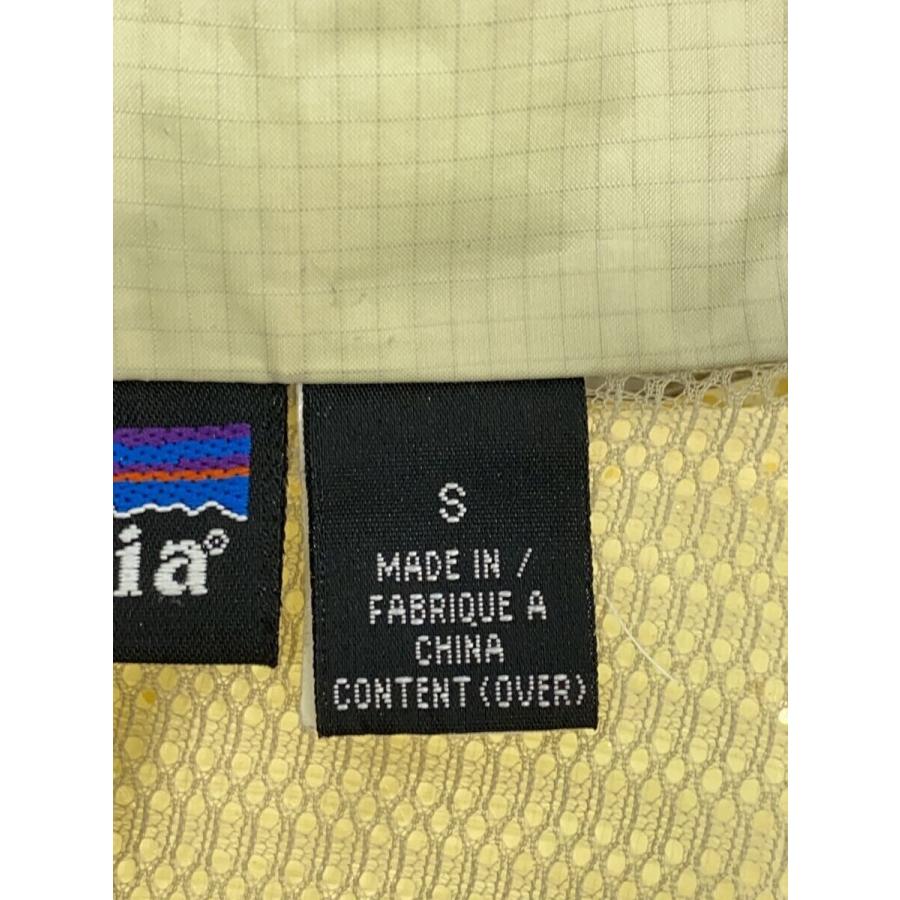 ia®
S
MADE IN /
FABRIQUE A
CHINA
CONTENT (OVER)